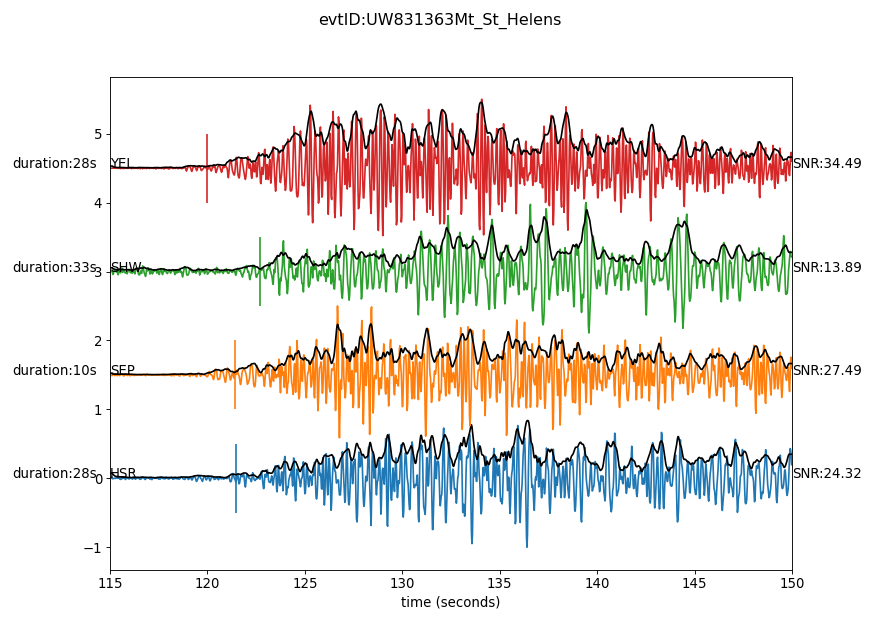 evtID:UW831363Mt_St_Helens
5
duration:28s YEL SNR:34.49
4
duration:33s SHW SNR:13.89
3
2
duration:10s SEP SNR:27.49
1
duration:28s HSR SNR:24.32
0
−1
115 120 125 130 135 140 145 150
time (seconds)